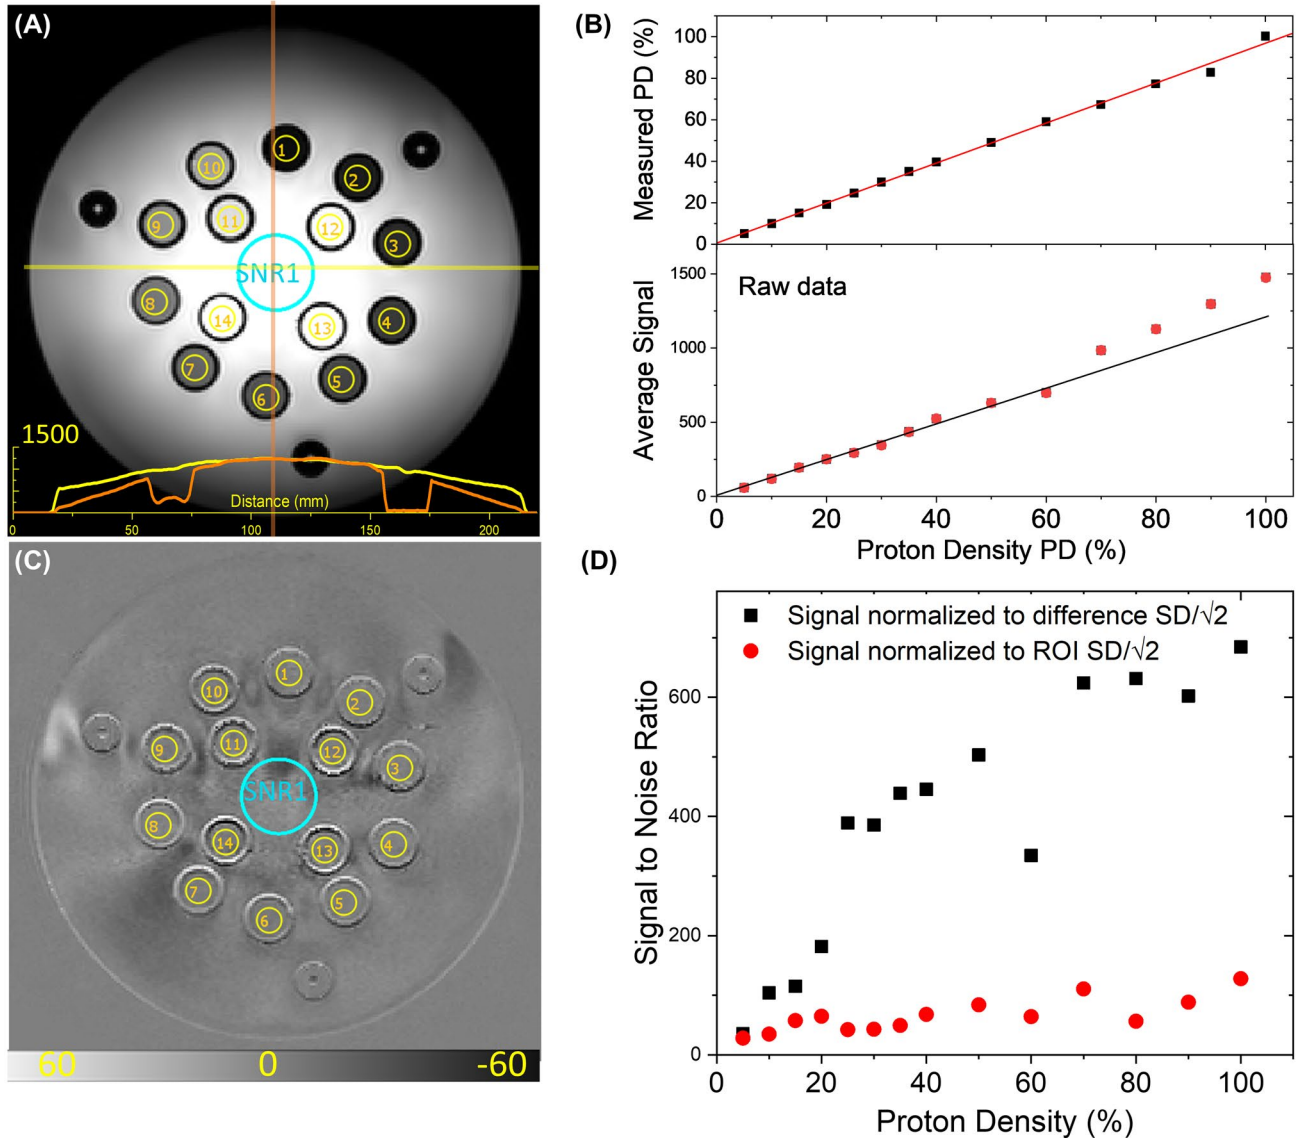 (A)
1
2
3
4
5
6
7
8
9
10
11
12
13
14
SNR1
1500
Distance (mm)
0 50 100 150 200
(B)
Measured PD (%)
100
80
60
40
20
0
Raw data
Average Signal
1500
1000
500
0
0 20 40 60 80 100
Proton Density PD (%)
(C)
1
2
3
4
5
6
7
8
9
10
11
12
13
14
SNR1
60 0 -60
(D)
Signal normalized to difference SD/√2
Signal normalized to ROI SD/√2
Signal to Noise Ratio
600
400
200
0
0 20 40 60 80 100
Proton Density (%)